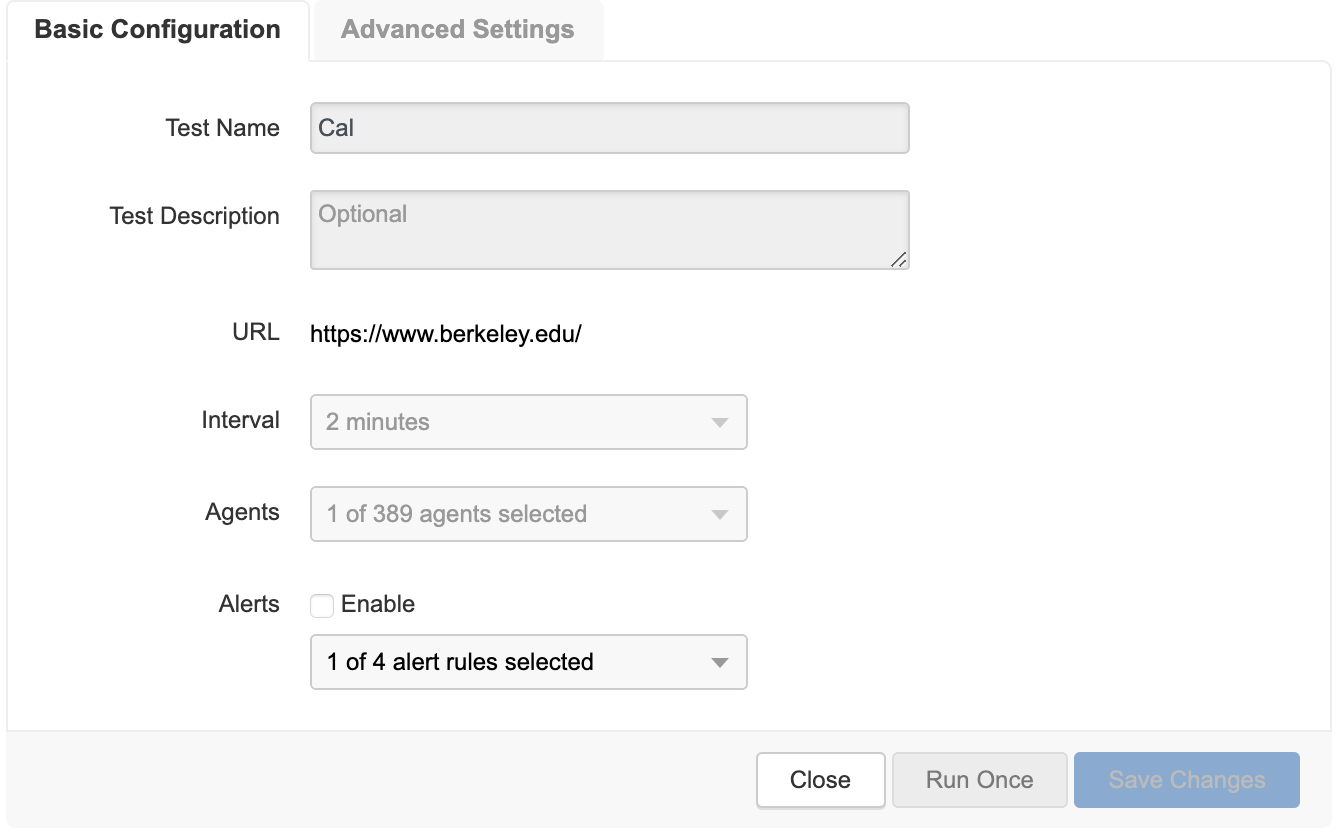 Basic Configuration Advanced Settings
Test Name Cal
Test Description Optional
URL https://www.berkeley.edu/
Interval 2 minutes
Agents 1 of 389 agents selected
Alerts Enable
1 of 4 alert rules selected
Close Run Once Save Changes